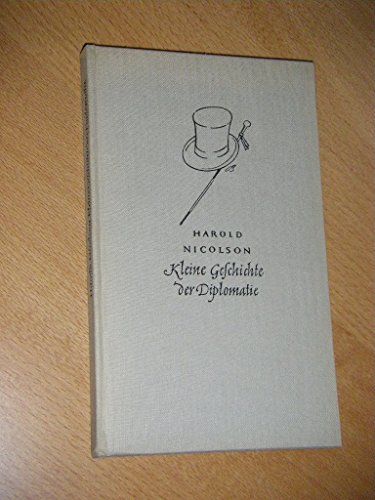 HAROLD
NICOLSON
Kleine Geschichte
der Diplomatie